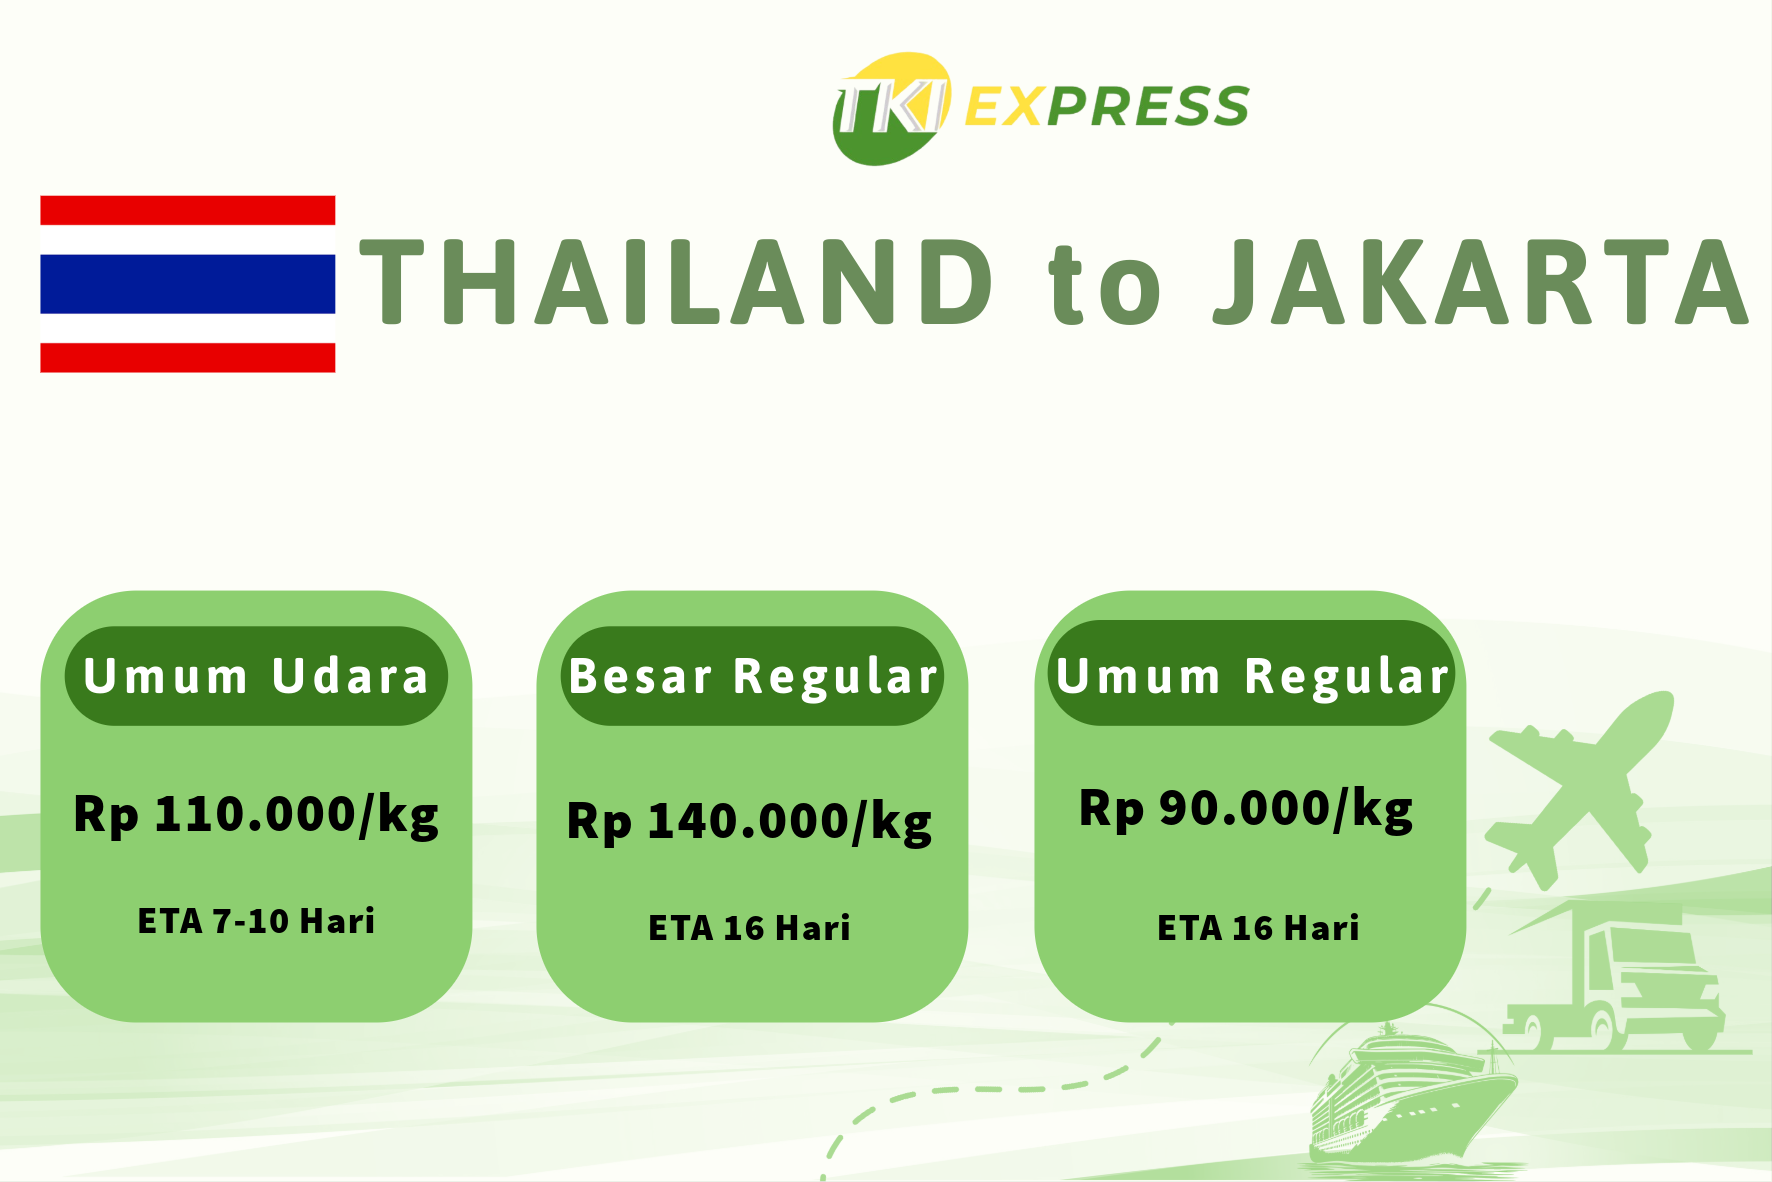 TKI EXPRESS
THAILAND to JAKARTA
Umum Udara
Rp 110.000/kg
ETA 7-10 Hari
Besar Regular
Rp 140.000/kg
ETA 16 Hari
Umum Regular
Rp 90.000/kg
ETA 16 Hari